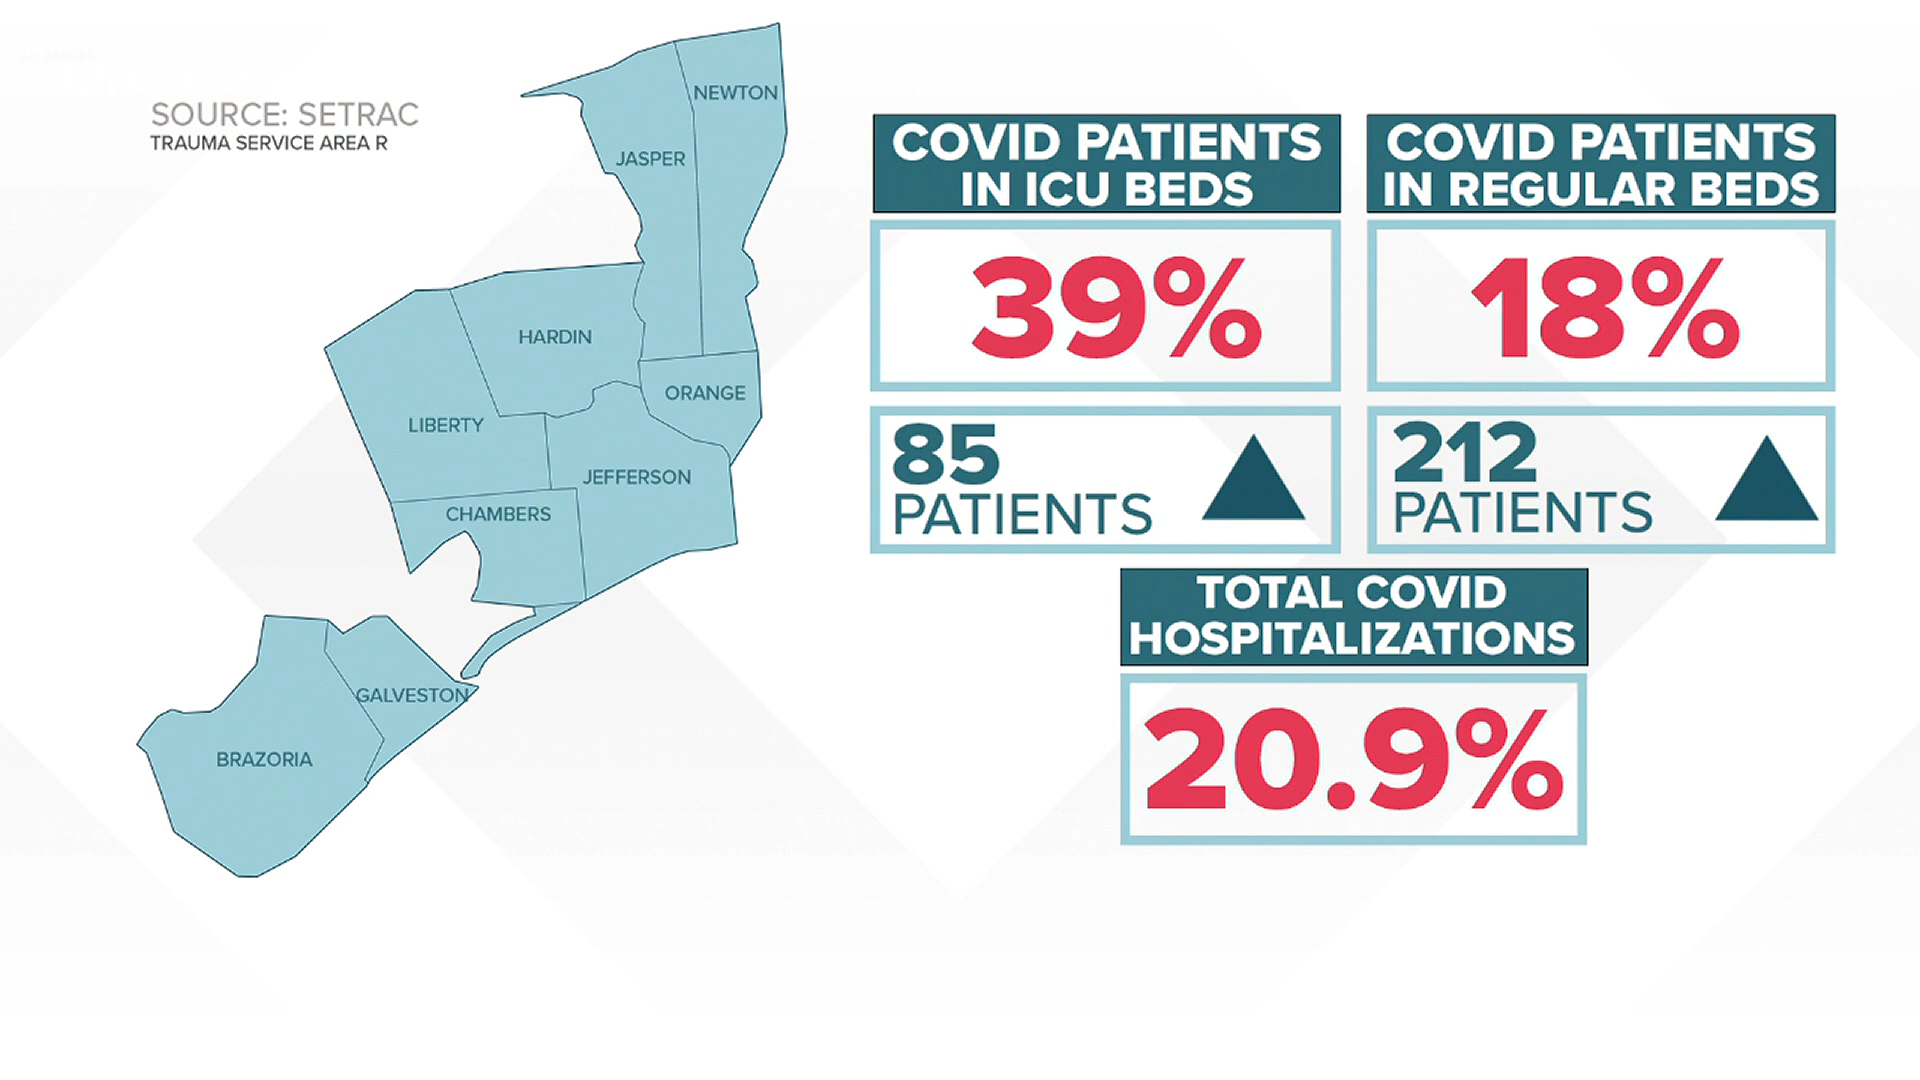 SOURCE: SETRAC
TRAUMA SERVICE AREA R
NEWTON
JASPER
HARDIN
ORANGE
LIBERTY
JEFFERSON
CHAMBERS
GALVESTON
BRAZORIA
COVID PATIENTS
IN ICU BEDS
39%
85
PATIENTS
COVID PATIENTS
IN REGULAR BEDS
18%
212
PATIENTS
TOTAL COVID
HOSPITALIZATIONS
20.9%